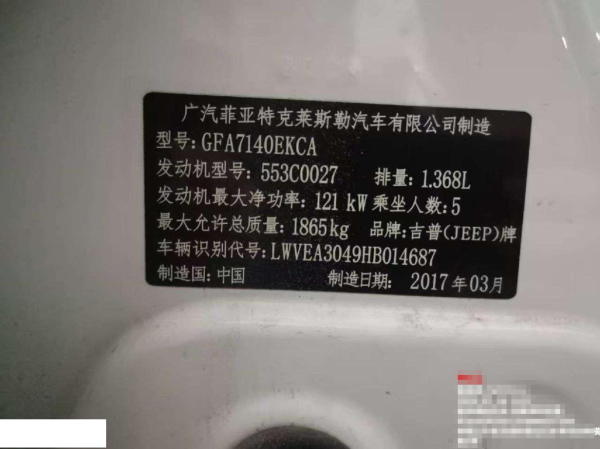 广汽菲亚特克莱斯勒汽车有限公司制造
型号:GFA7140EKCA
发动机型号:553C0027 排量:1.368L
发动机最大净功率:121 kW 乘坐人数:5
最大允许总质量:1865kg 品牌:吉普(JEEP)牌
车辆识别代号:LWVEA3049HB014687
制造国:中国 制造日期: 2017年03月